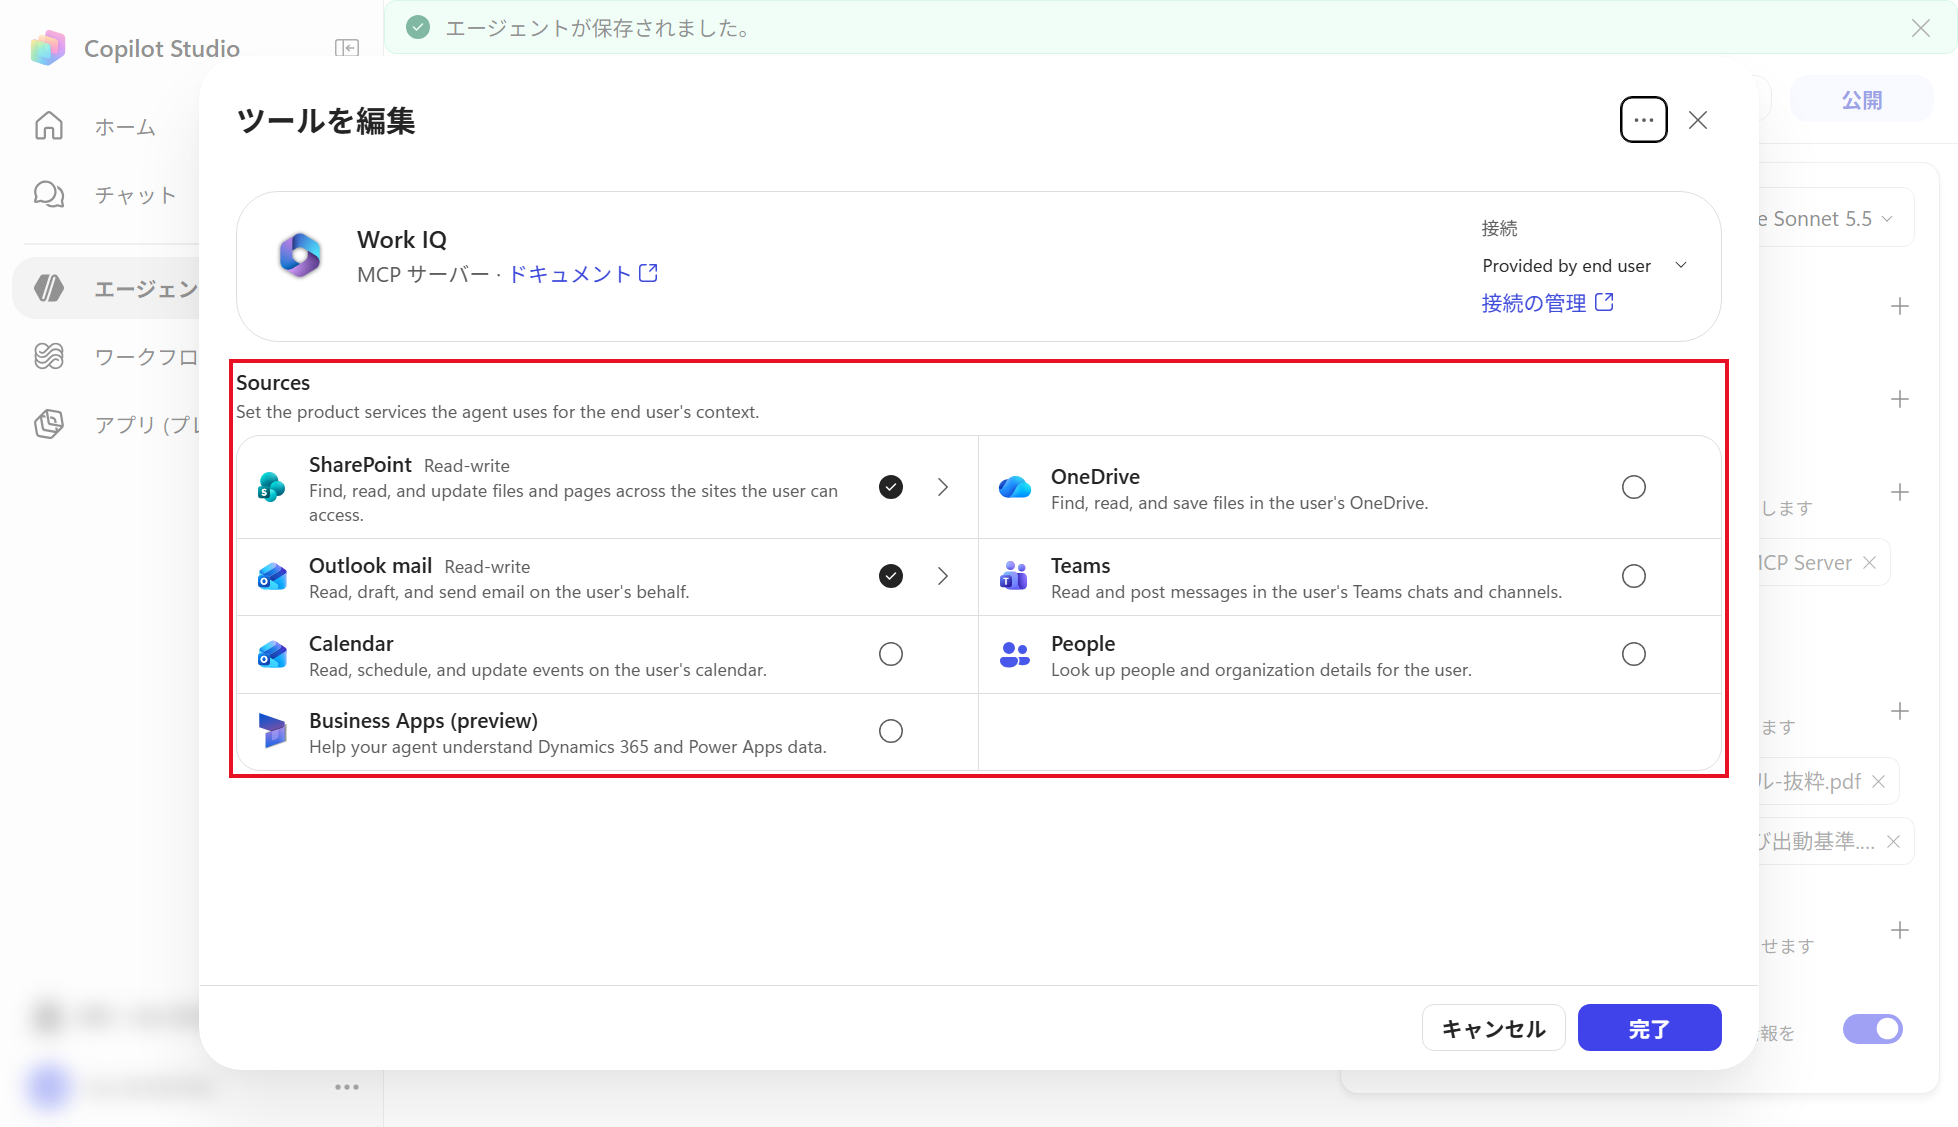 エージェントが保存されました。
Copilot Studio
ホーム
チャット
エージェン
ワークフロ
アプリ (プレ
公開
ツールを編集
Work IQ
MCP サーバー · ドキュメント
接続
Provided by end user
接続の管理
Sources
Set the product services the agent uses for the end user's context.
SharePoint Read-write
Find, read, and update files and pages across the sites the user can
access.
OneDrive
Find, read, and save files in the user's OneDrive.
Outlook mail Read-write
Read, draft, and send email on the user's behalf.
Teams
Read and post messages in the user's Teams chats and channels.
Calendar
Read, schedule, and update events on the user's calendar.
People
Look up people and organization details for the user.
Business Apps (preview)
Help your agent understand Dynamics 365 and Power Apps data.
キャンセル
完了
e Sonnet 5.5
します
MCP Server
ます
ル-抜粋.pdf
び出動基準....
せます
報を